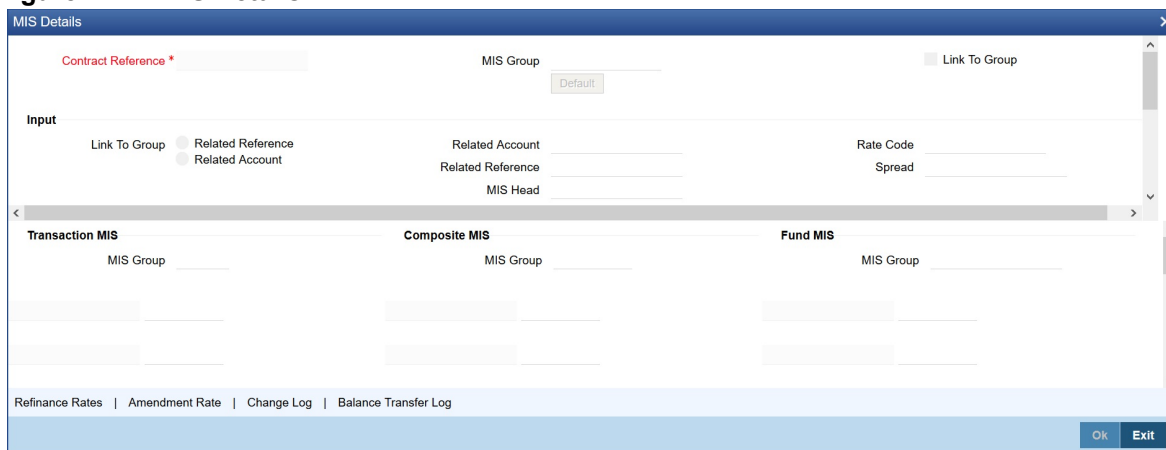 MIS Details
Contract Reference * MIS Group Link To Group
Default
Input
Link To Group Related Reference Related Account Rate Code
Related Account Related Reference Spread
MIS Head
Transaction MIS Composite MIS Fund MIS
MIS Group MIS Group MIS Group
Refinance Rates | Amendment Rate | Change Log | Balance Transfer Log
Ok Exit